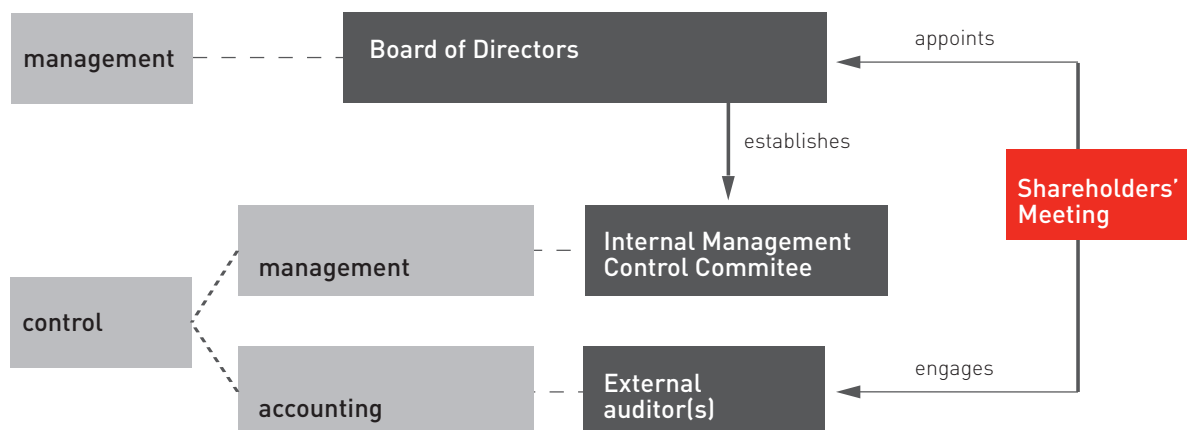 management
Board of Directors
appoints
establishes
Shareholders’
Meeting
management
Internal Management
Control Commitee
control
accounting
External
auditor(s)
engages